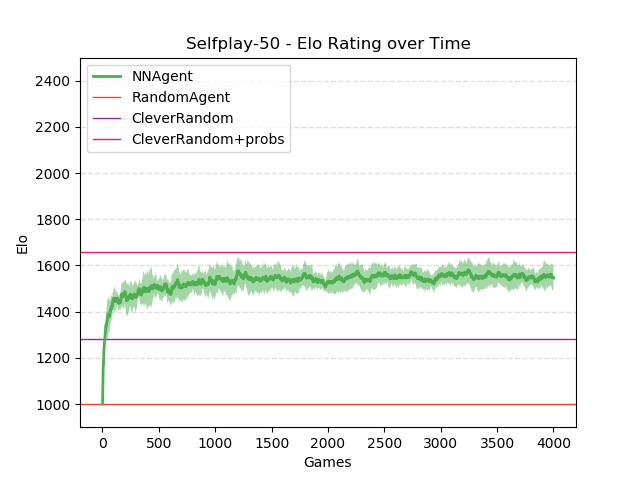 Selfplay-50 - Elo Rating over Time
NNAgent
RandomAgent
CleverRandom
CleverRandom+probs
Elo
2400
2200
2000
1800
1600
1400
1200
1000
0 500 1000 1500 2000 2500 3000 3500 4000
Games